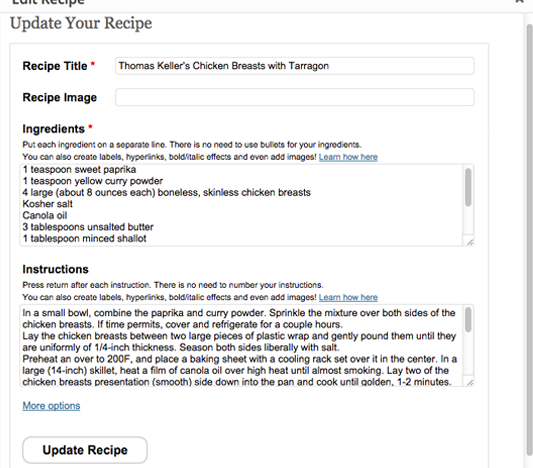 Edit Recipe
Update Your Recipe
Recipe Title *
Thomas Keller's Chicken Breasts with Tarragon
Recipe Image
Ingredients *
Put each ingredient on a separate line. There is no need to use bullets for your ingredients.
You can also create labels, hyperlinks, bold/italic effects and even add images! Learn how here
1 teaspoon sweet paprika
1 teaspoon yellow curry powder
4 large (about 8 ounces each) boneless, skinless chicken breasts
Kosher salt
Canola oil
3 tablespoons unsalted butter
1 tablespoon minced shallot
Instructions
Press return after each instruction. There is no need to number your instructions.
You can also create labels, hyperlinks, bold/italic effects and even add images! Learn how here
In a small bowl, combine the paprika and curry powder. Sprinkle the mixture over both sides of the
chicken breasts. If time permits, cover and refrigerate for a couple hours.
Lay the chicken breasts between two large pieces of plastic wrap and gently pound them until they
are uniformly of 1/4-inch thickness. Season both sides liberally with salt.
Preheat an over to 200F, and place a baking sheet with a cooling rack set over it in the center. In a
large (14-inch) skillet, heat a film of canola oil over high heat until almost smoking. Lay two of the
chicken breasts presentation (smooth) side down into the pan and cook until golden, 1-2 minutes.
More options
Update Recipe